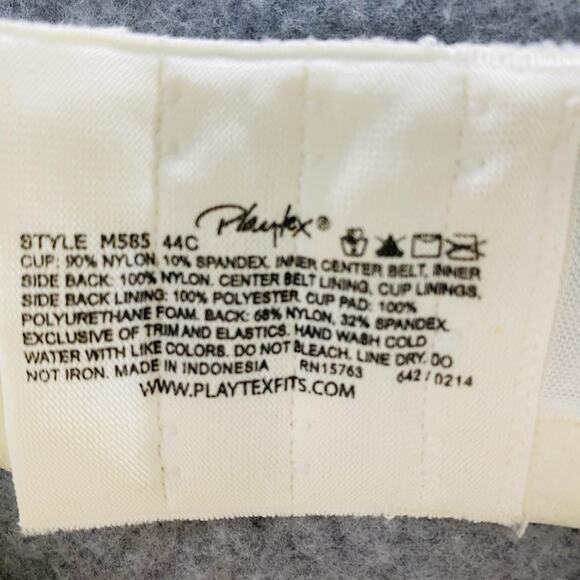 Playtex®
STYLE M585 44C
CUP: 90% NYLON, 10% SPANDEX. INNER CENTER BELT, INNER
SIDE BACK: 100% NYLON. CENTER BELT LINING, CUP LININGS,
SIDE BACK LINING: 100% POLYESTER. CUP PAD: 100%
POLYURETHANE FOAM. BACK: 68% NYLON, 32% SPANDEX.
EXCLUSIVE OF TRIM AND ELASTICS. HAND WASH COLD
WATER WITH LIKE COLORS. DO NOT BLEACH. LINE DRY. DO
NOT IRON. MADE IN INDONESIA RN15763 642 / 0214
WWW.PLAYTEXFITS.COM